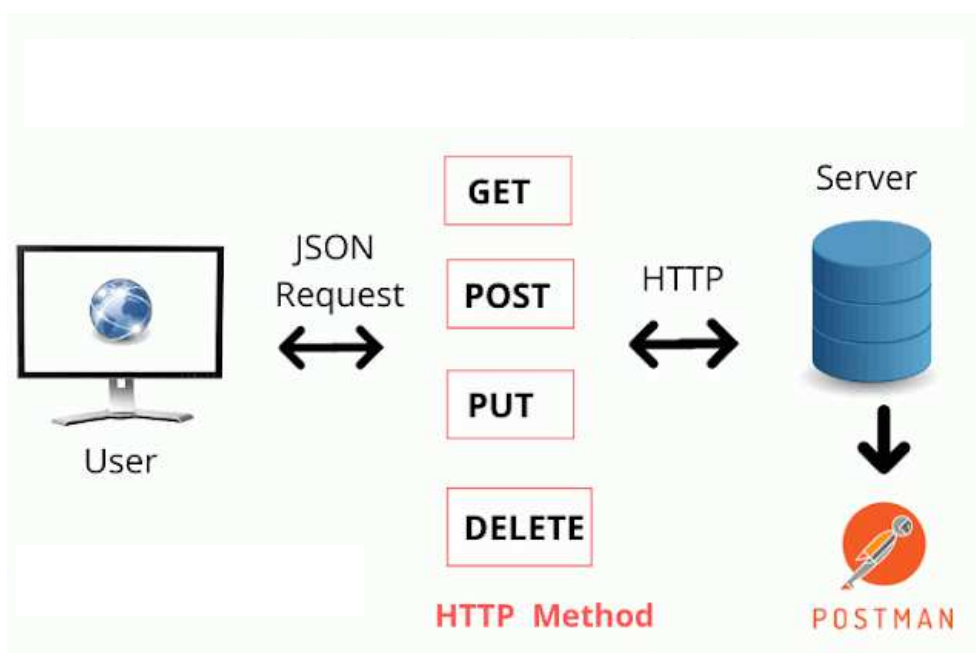 GET
Server
JSON
Request
POST
HTTP
PUT
User
DELETE
HTTP Method
POSTMAN